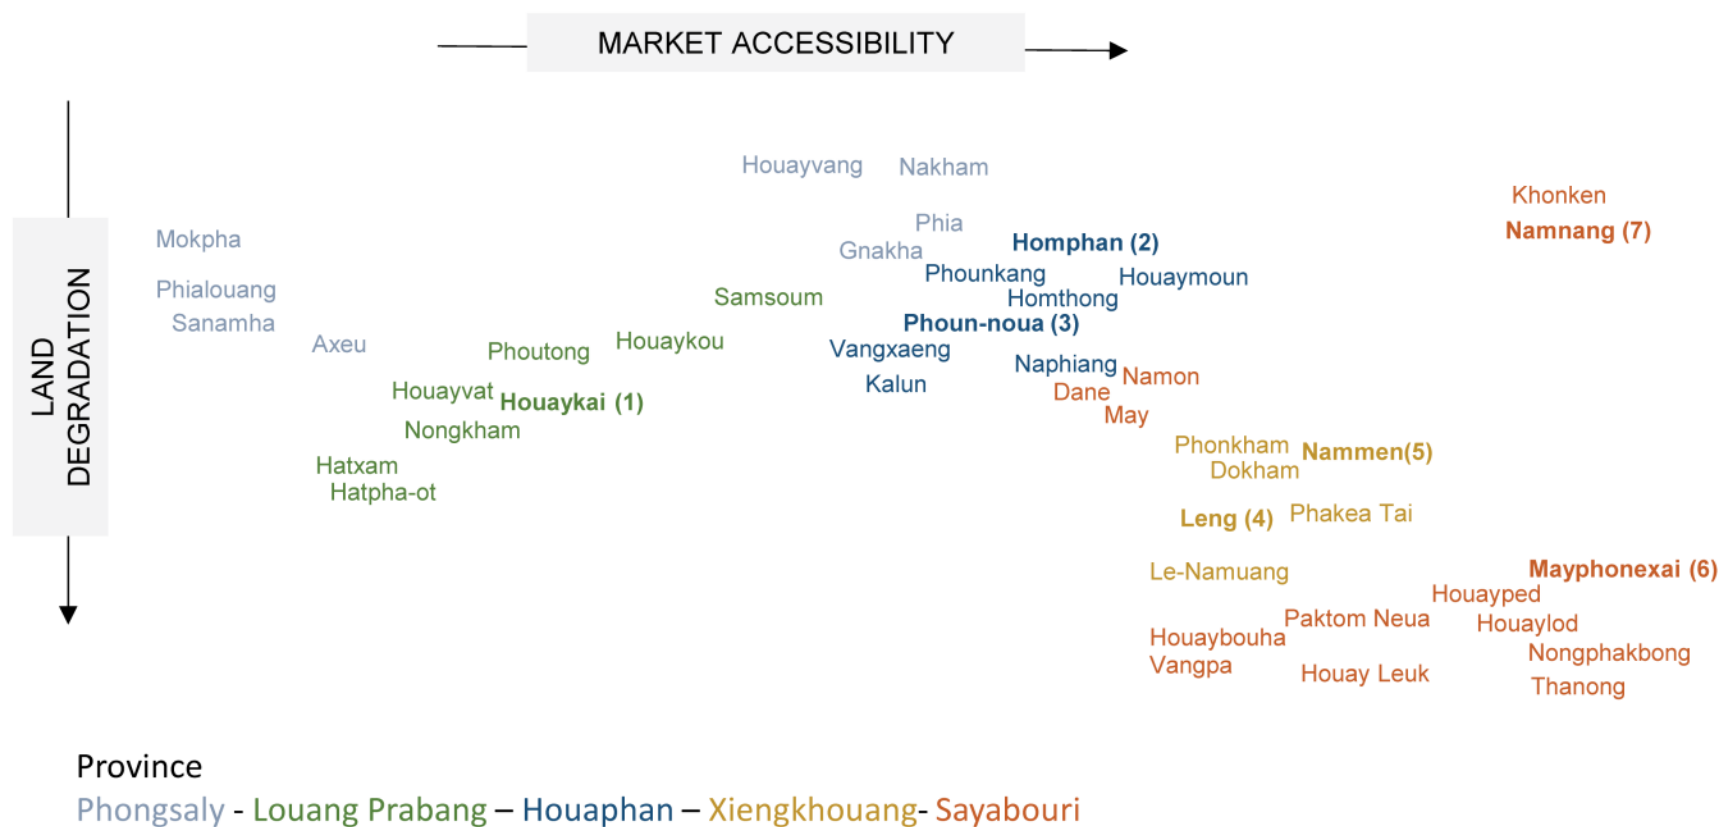 MARKET ACCESSIBILITY
LAND
DEGRADATION
Houayvang
Nakham
Khonken
Phia
Namnang (7)
Mokpha
Homphan (2)
Gnakha
Phounkang
Houaymoun
Phialouang
Samsoum
Homthong
Sanamha
Phoun-noua (3)
Axeu
Houaykou
Phoutong
Vangxaeng
Naphiang
Namon
Kalun
Houayvat
Dane
Houaykai (1)
May
Nongkham
Phonkham
Nammen(5)
Hatxam
Dokham
Hatpha-ot
Leng (4)
Phakea Tai
Le-Namuang
Mayphonexai (6)
Houayped
Paktom Neua
Houaylod
Houaybouha
Nongphakbong
Vangpa
Houay Leuk
Thanong
Province
Phongsaly - Louang Prabang – Houaphan – Xiengkhouang- Sayabouri